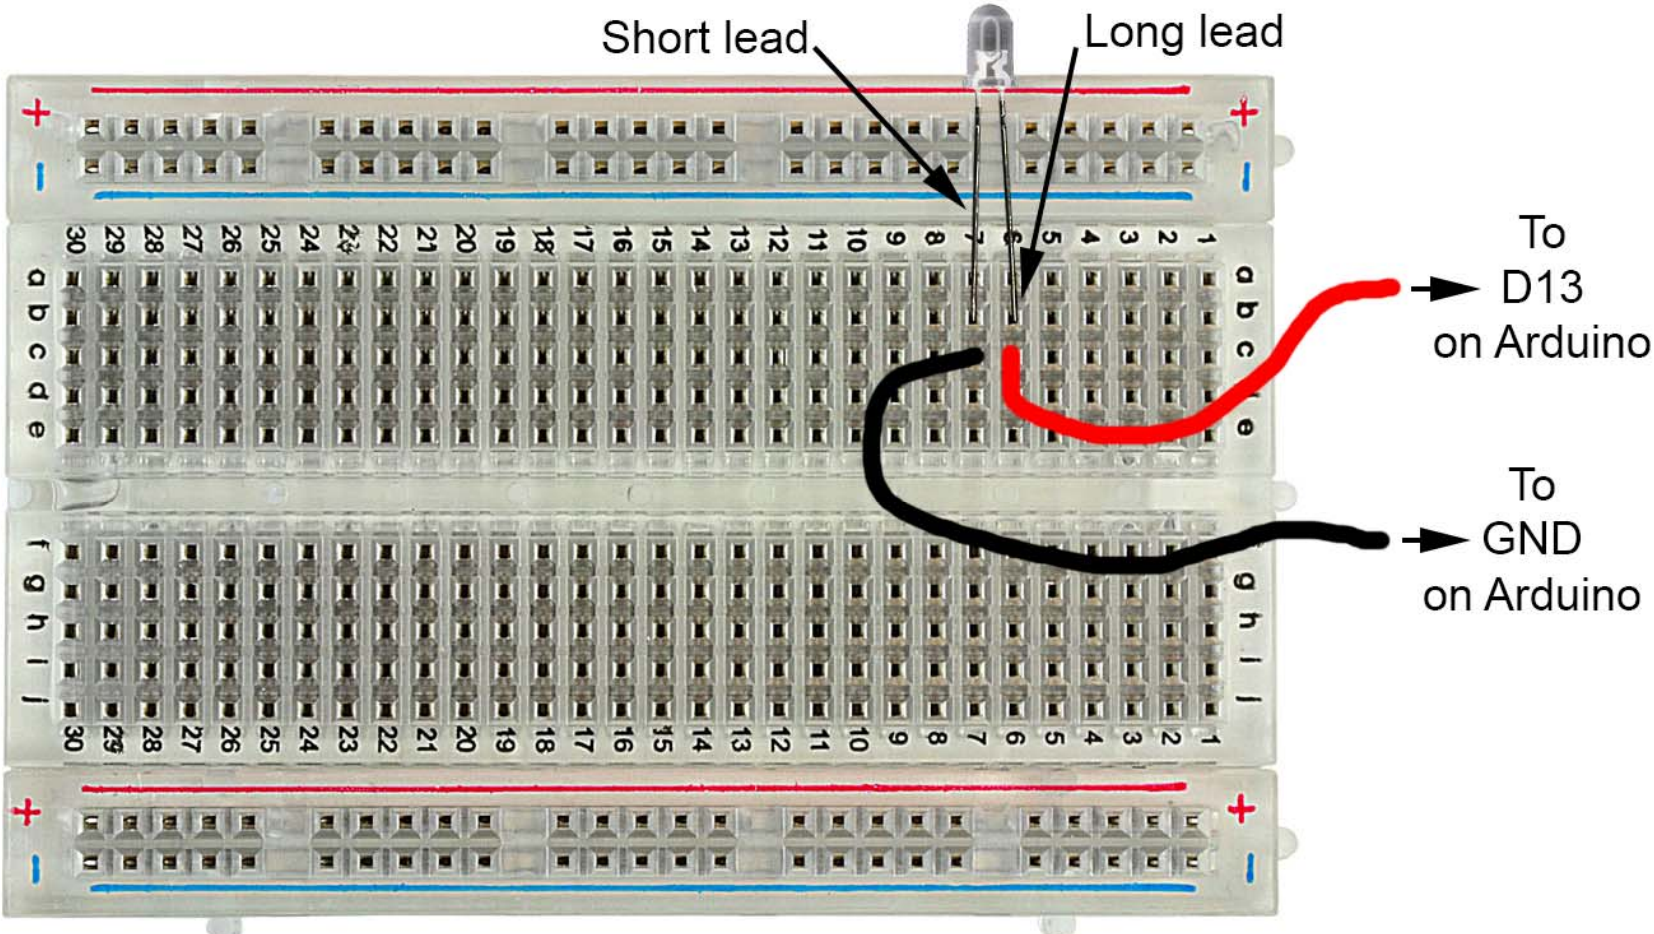 Short lead
Long lead
+ +
- -
30 29 28 27 26 25 24 23 22 21 20 19 18 17 16 15 14 13 12 11 10 9 8 7 6 5 4 3 2 1
a a
b b
c c
d
e e
To
D13
on Arduino
To
GND
on Arduino
f
g g
h h
i i
j j
30 29 28 27 26 25 24 23 22 21 20 19 18 17 16 15 14 13 12 11 10 9 8 7 6 5 4 3 2 1
+ +
- -